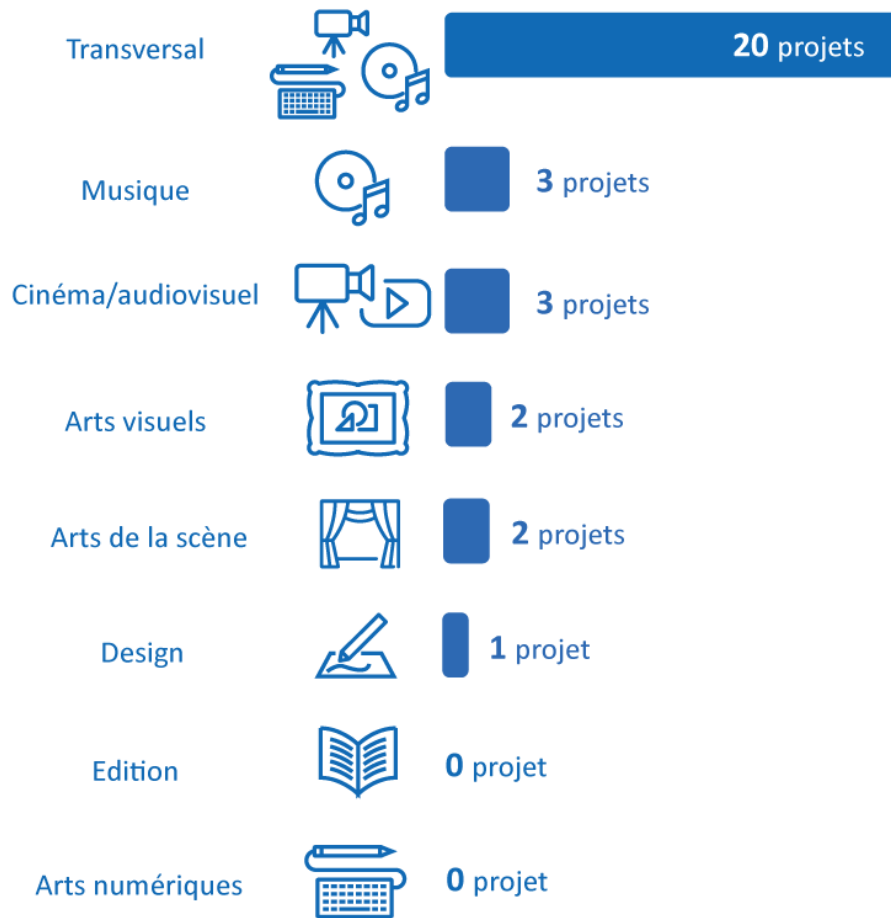 Transversal
20 projets
Musique
3 projets
Cinéma/audiovisuel
3 projets
Arts visuels
2 projets
Arts de la scène
2 projets
Design
1 projet
Edition
0 projet
Arts numériques
0 projet